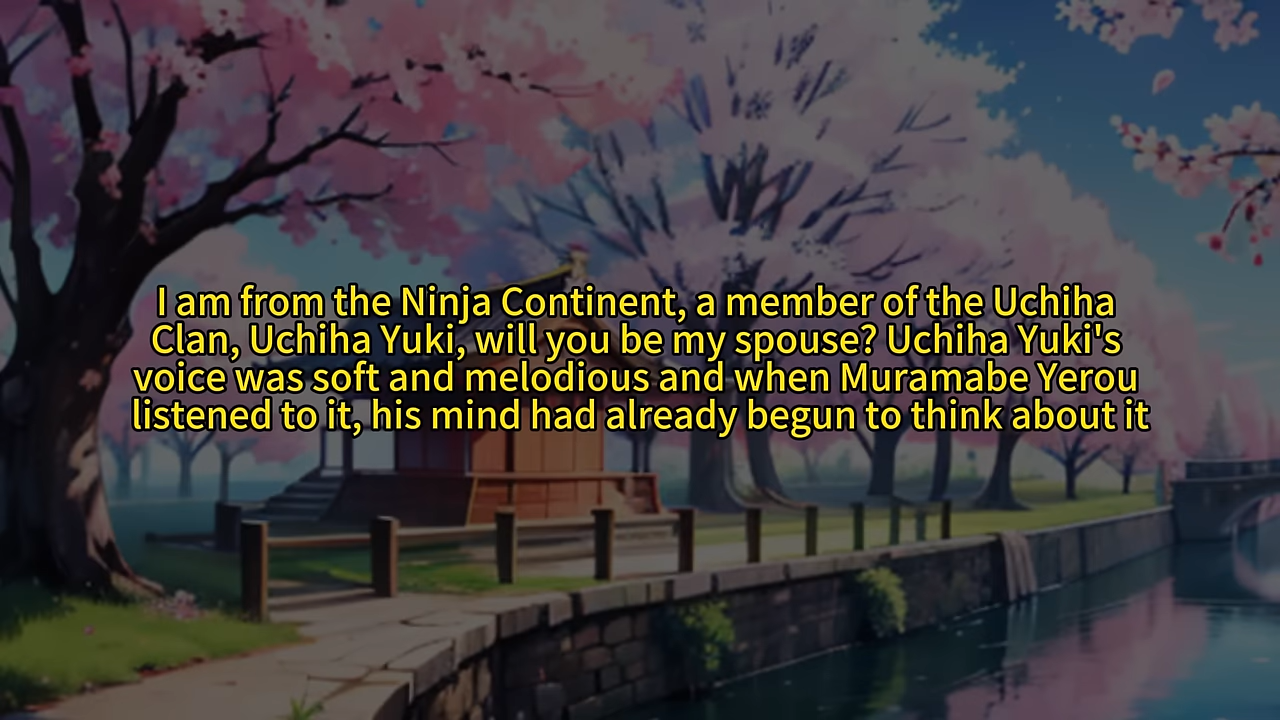 I am from the Ninja Continent, a member of the Uchiha
Clan, Uchiha Yuki, will you be my spouse? Uchiha Yuki's
voice was soft and melodious and when Muramabe Yerou
listened to it, his mind had already begun to think about it